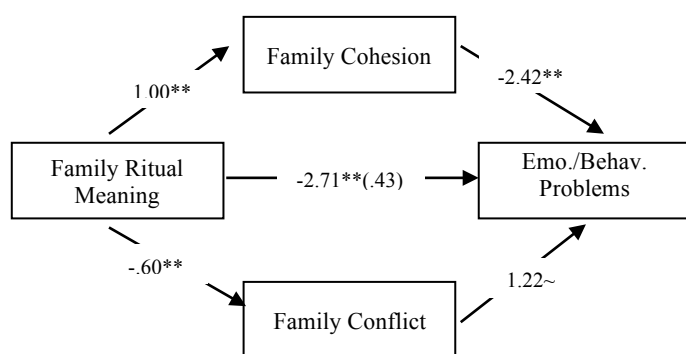 Family Cohesion
1.00**
-2.42**
Family Ritual
Meaning
-2.71**(.43)
Emo./Behav.
Problems
-.60**
1.22~
Family Conflict